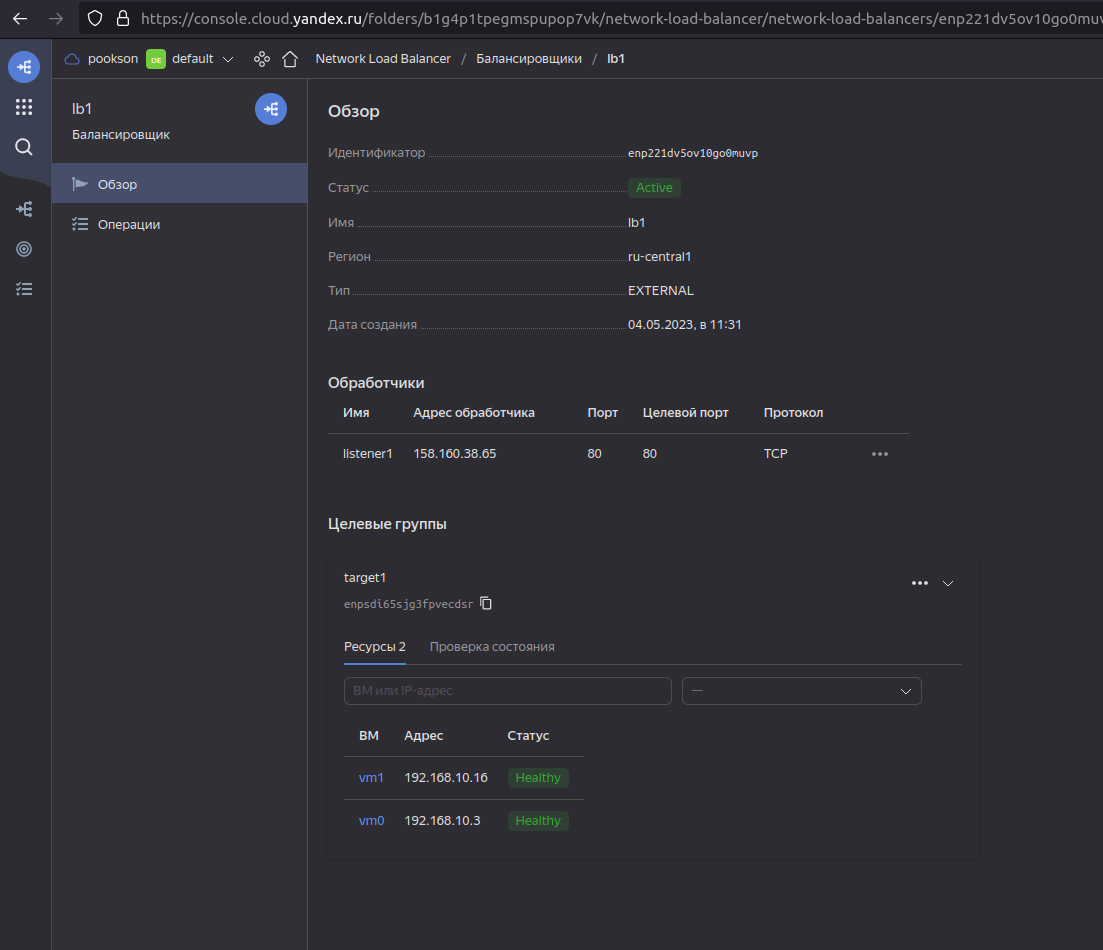 https://console.cloud.yandex.ru/folders/b1g4p1tpegmspupop7vk/network-load-balancer/network-load-balancers/enp221dv5ov10go0muv
pookson DE default Network Load Balancer / Балансировщики / lb1
lb1
Балансировщик
Обзор
Операции
Обзор
Идентификатор enp221dv5ov10go0muvp
Статус Active
Имя lb1
Регион ru-central1
Тип EXTERNAL
Дата создания 04.05.2023, в 11:31
Обработчики
Имя Адрес обработчика Порт Целевой порт Протокол
listener1 158.160.38.65 80 80 TCP
Целевые группы
target1
enpsdi65sjg3fpvecdsr
Ресурсы 2 Проверка состояния
ВМ или IP-адрес —
ВМ Адрес Статус
vm1 192.168.10.16 Healthy
vm0 192.168.10.3 Healthy